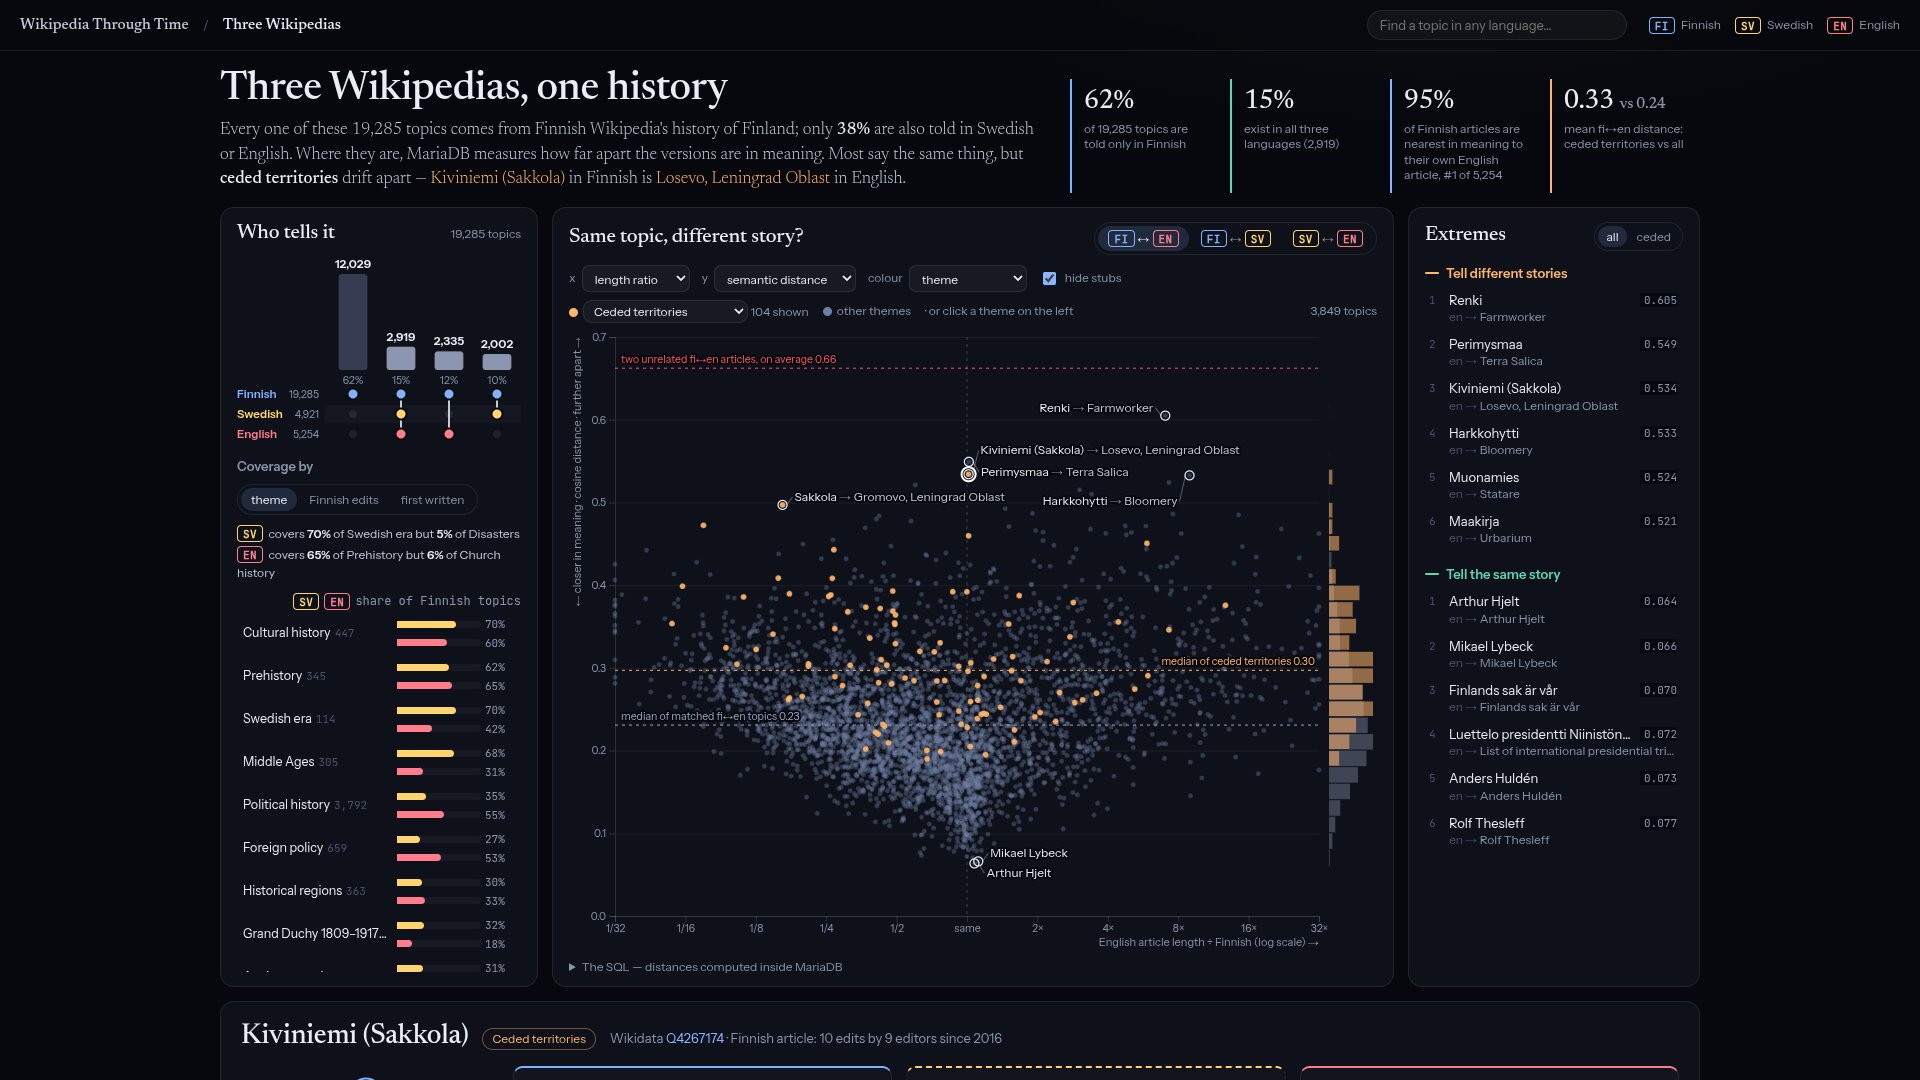 Wikipedia Through Time / Three Wikipedias
Find a topic in any language...
FI Finnish SV Swedish EN English
Three Wikipedias, one history
Every one of these 19,285 topics comes from Finnish Wikipedia's history of Finland; only 38% are also told in Swedish
or English. Where they are, MariaDB measures how far apart the versions are in meaning. Most say the same thing, but
ceded territories drift apart — Kiviniemi (Sakkola) in Finnish is Losevo, Leningrad Oblast in English.
62%
of 19,285 topics are
told only in Finnish
15%
exist in all three
languages (2,919)
95%
of Finnish articles are
nearest in meaning to
their own English
article, #1 of 5,254
0.33 vs 0.24
mean fi↔en distance:
ceded territories vs all
Who tells it
19,285 topics
12,029
2,919
2,335
2,002
62%
15%
12%
10%
Finnish 19,285
Swedish 4,921
English 5,254
Coverage by
theme Finnish edits first written
SV covers 70% of Swedish era but 5% of Disasters
EN covers 65% of Prehistory but 6% of Church
history
SV EN share of Finnish topics
Cultural history 447
70%
60%
Prehistory 345
62%
65%
Swedish era 114
70%
42%
Middle Ages 305
68%
31%
Political history 3,792
35%
55%
Foreign policy 659
27%
53%
Historical regions 363
30%
33%
Grand Duchy 1809–1917...
32%
18%
31%
Same topic, different story?
FI ↔ EN FI ↔ SV SV ↔ EN
x length ratio y semantic distance colour theme hide stubs
Ceded territories 104 shown other themes · or click a theme on the left
3,849 topics
← closer in meaning · cosine distance · further apart →
0.7
0.6
0.5
0.4
0.3
0.2
0.1
0.0
two unrelated fi↔en articles, on average 0.66
Renki → Farmworker
Kiviniemi (Sakkola) → Losevo, Leningrad Oblast
Perimysmaa → Terra Salica
Sakkola → Gromovo, Leningrad Oblast
Harkkohytti → Bloomery
median of ceded territories 0.30
median of matched fi↔en topics 0.23
Mikael Lybeck
Arthur Hjelt
1/32 1/16 1/8 1/4 1/2 same 2× 4× 8× 16× 32×
English article length ÷ Finnish (log scale) →
▶ The SQL — distances computed inside MariaDB
Extremes
all ceded
Tell different stories
1 Renki 0.605
en → Farmworker
2 Perimysmaa 0.549
en → Terra Salica
3 Kiviniemi (Sakkola) 0.534
en → Losevo, Leningrad Oblast
4 Harkkohytti 0.533
en → Bloomery
5 Muonamies 0.524
en → Statare
6 Maakirja 0.521
en → Urbarium
Tell the same story
1 Arthur Hjelt 0.064
en → Arthur Hjelt
2 Mikael Lybeck 0.066
en → Mikael Lybeck
3 Finlands sak är vår 0.070
en → Finlands sak är vår
4 Luettelo presidentti Niinistön... 0.072
en → List of international presidential tri...
5 Anders Huldén 0.073
en → Anders Huldén
6 Rolf Thesleff 0.077
en → Rolf Thesleff
Kiviniemi (Sakkola) Ceded territories Wikidata Q4267174 · Finnish article: 10 edits by 9 editors since 2016